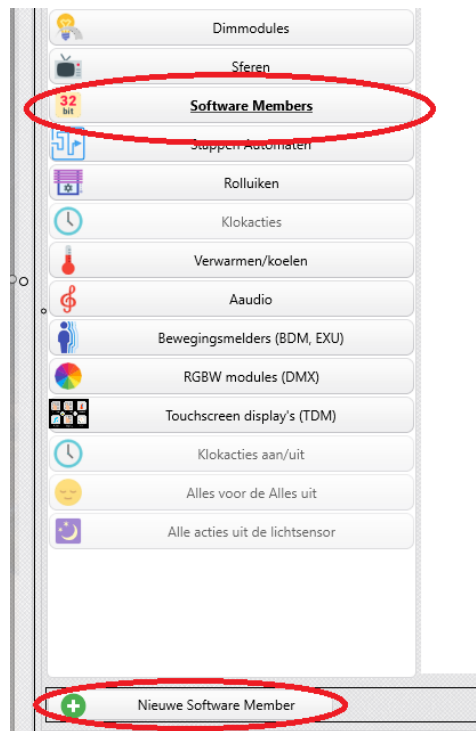 Dimmodules
Sferen
32
bit
Software Members
Stappen Automaten
Rolluiken
Klokacties
Verwarmen/koelen
Aaudio
Bewegingsmelders (BDM, EXU)
RGBW modules (DMX)
Touchscreen display's (TDM)
Klokacties aan/uit
Alles voor de Alles uit
Alle acties uit de lichtsensor
Nieuwe Software Member